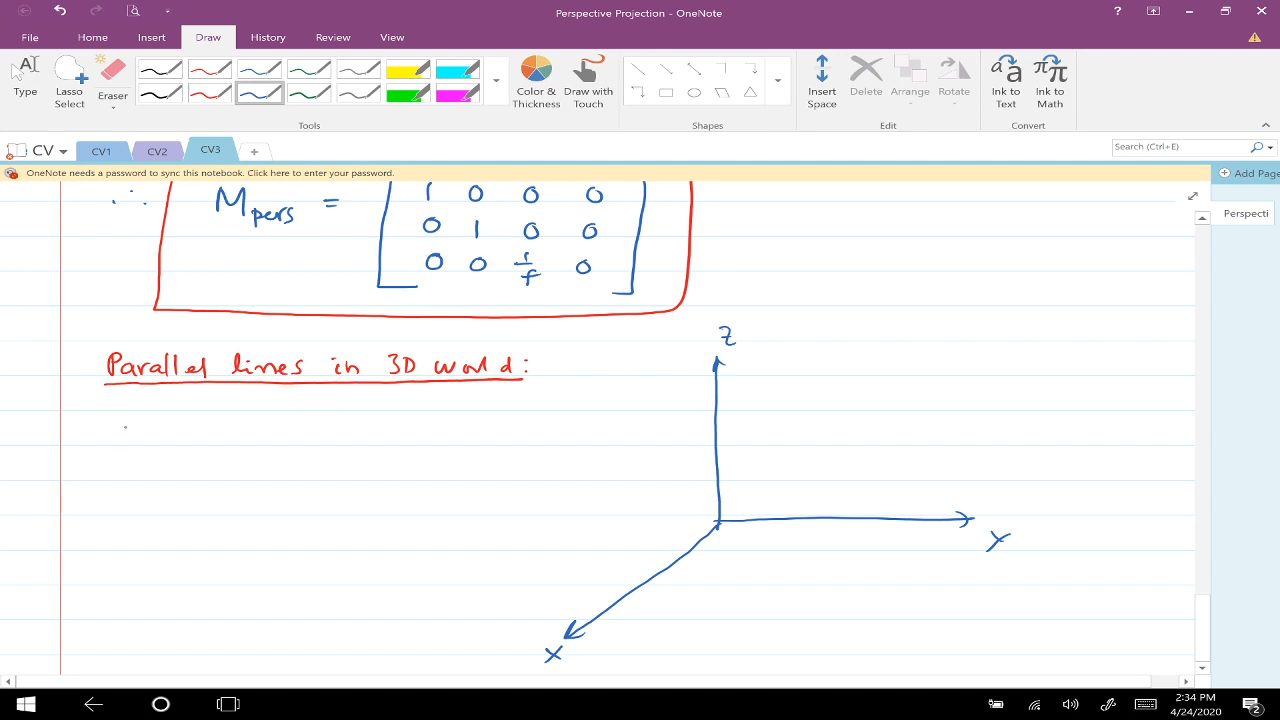 Perspective Projection - OneNote
File Home Insert Draw History Review View
Type Lasso Select Eraser Color & Thickness Draw with Touch Insert Space Delete Arrange Rotate Ink to Text Ink to Math
Tools Shapes Edit Convert
CV CV1 CV2 CV3 Search (Ctrl+E)
OneNote needs a password to sync this notebook. Click here to enter your password.
Add Page
Perspecti
∴ Mpers = 1 0 0 0
0 1 0 0
0 0 1/f 0
Z
Parallel lines in 3D world:
Y
X
2:34 PM
4/24/2020
2